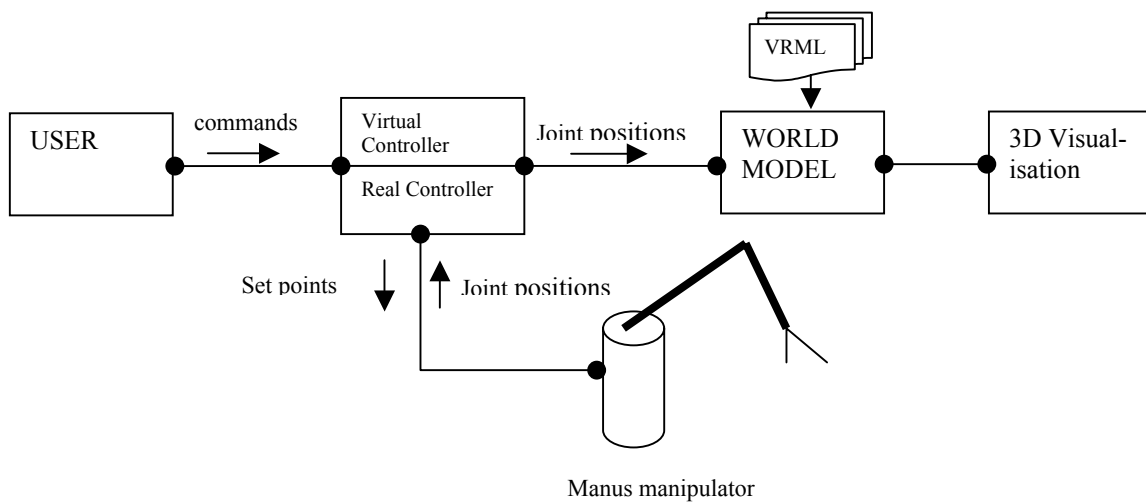 VRML
USER
commands
Virtual
Controller
Real Controller
Joint positions
WORLD
MODEL
3D Visual-
isation
Set points
Joint positions
Manus manipulator